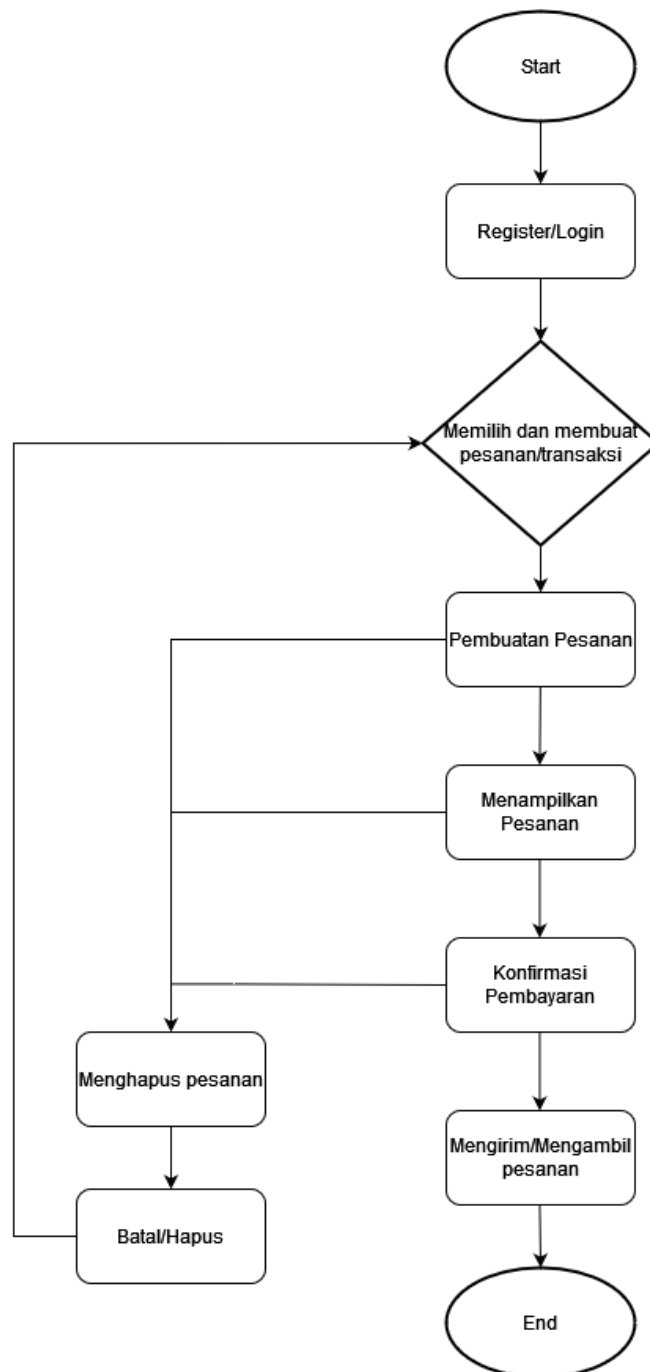 Start
Register/Login
Memilih dan membuat
pesanan/transaksi
Pembuatan Pesanan
Menampilkan
Pesanan
Konfirmasi
Pembayaran
Menghapus pesanan
Mengirim/Mengambil
pesanan
Batal/Hapus
End